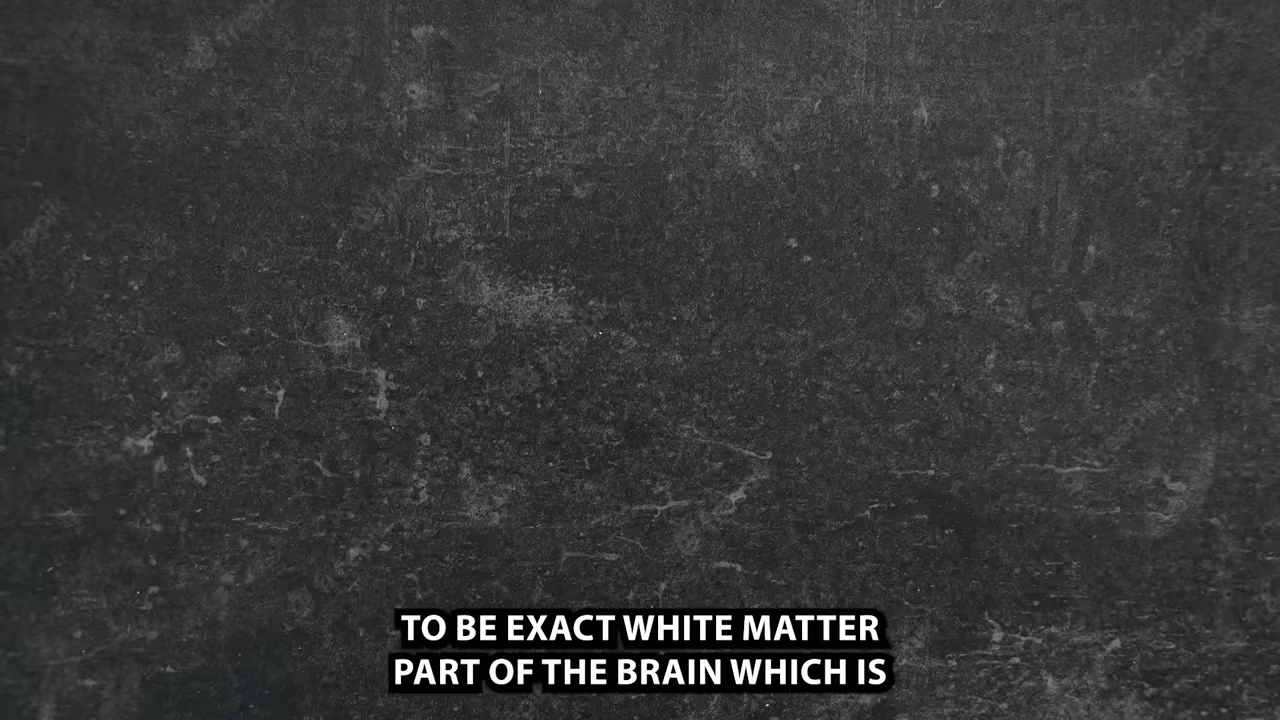 TO BE EXACT WHITE MATTER
PART OF THE BRAIN WHICH IS